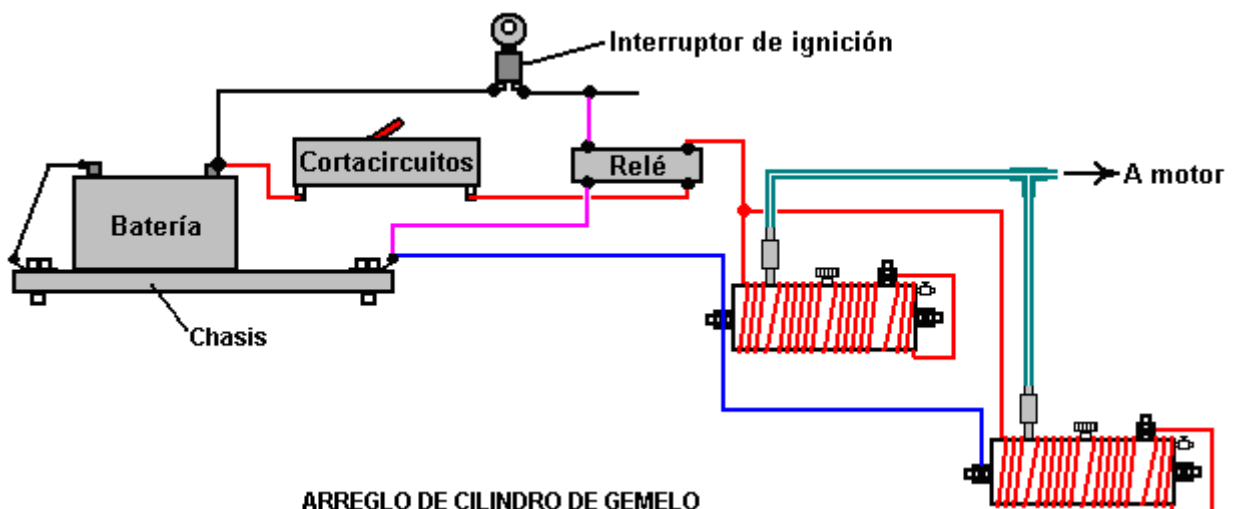 Interruptor de ignición
Cortacircuitos
Relé
A motor
Batería
Chasis
ARREGLO DE CILINDRO DE GEMELO